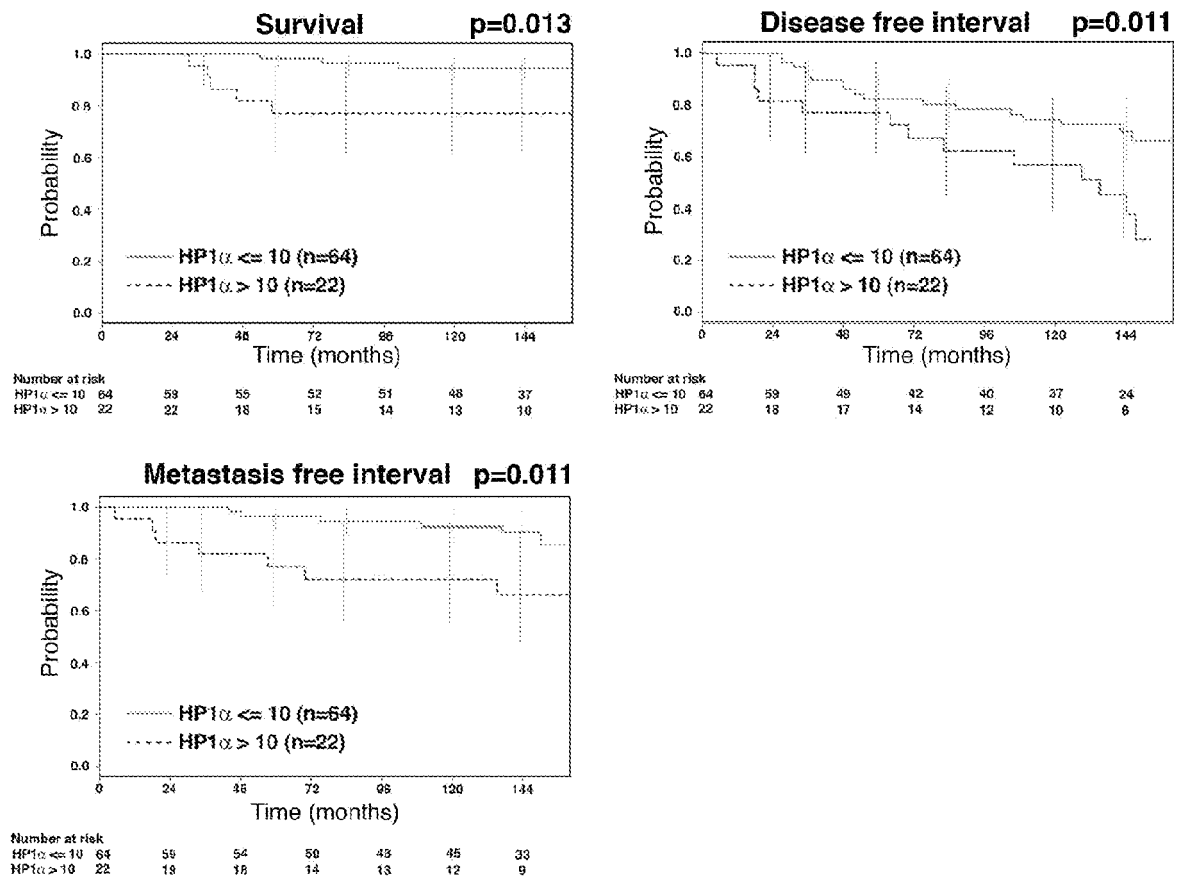 Survival p=0.013
Probability
1.0
0.8
0.6
0.4
0.2
0.0
HP1α <= 10 (n=64)
HP1α > 10 (n=22)
0 24 48 72 96 120 144
Time (months)
Number at risk
HP1α <= 10 64 59 55 52 51 48 37
HP1α > 10 22 22 18 15 14 13 10
Disease free interval p=0.011
Probability
1.0
0.8
0.6
0.4
0.2
0.0
HP1α <= 10 (n=64)
HP1α > 10 (n=22)
0 24 48 72 96 120 144
Time (months)
Number at risk
HP1α <= 10 64 59 49 42 40 37 24
HP1α > 10 22 18 17 14 12 10 6
Metastasis free interval p=0.011
Probability
1.0
0.8
0.6
0.4
0.2
0.0
HP1α <= 10 (n=64)
HP1α > 10 (n=22)
0 24 48 72 96 120 144
Time (months)
Number at risk
HP1α <= 10 64 59 54 50 45 33
HP1α > 10 22 19 18 14 13 12 9